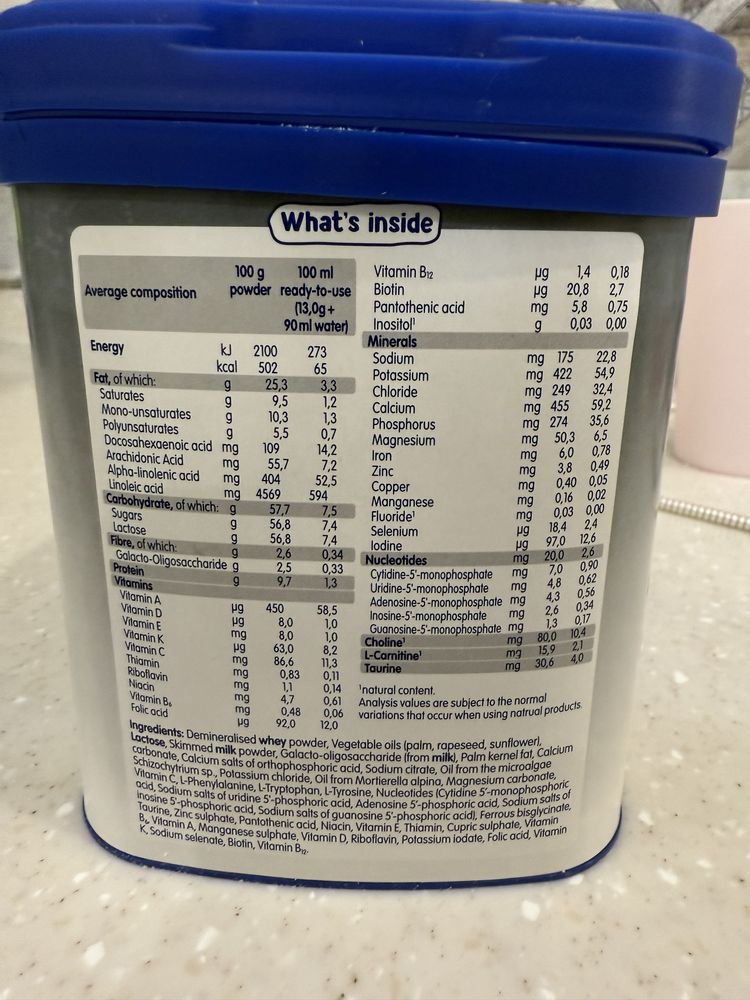 What's inside
Average composition
100 g powder
100 ml ready-to-use (13,0g + 90 ml water)
Energy kJ 2100 273
kcal 502 65
Fat, of which: g 25,3 3,3
Saturates g 9,5 1,2
Mono-unsaturates g 10,3 1,3
Polyunsaturates g 5,5 0,7
Docosahexaenoic acid mg 109 14,2
Arachidonic Acid mg 55,7 7,2
Alpha-linolenic acid mg 404 52,5
Linoleic acid mg 4569 594
Carbohydrate, of which: g 57,7 7,5
Sugars g 56,8 7,4
Lactose g 56,8 7,4
Fibre, of which: g 2,6 0,34
Galacto-Oligosaccharide g 2,5 0,33
Protein g 9,7 1,3
Vitamins
Vitamin A µg 450 58,5
Vitamin D µg 8,0 1,0
Vitamin E mg 8,0 1,0
Vitamin K µg 63,0 8,2
Vitamin C mg 86,6 11,3
Thiamin mg 0,83 0,11
Riboflavin mg 1,1 0,14
Niacin mg 4,7 0,61
Vitamin B₆ mg 0,48 0,06
Folic acid µg 92,0 12,0
Vitamin B₁₂ µg 1,4 0,18
Biotin µg 20,8 2,7
Pantothenic acid mg 5,8 0,75
Inositol¹ g 0,03 0,00
Minerals
Sodium mg 175 22,8
Potassium mg 422 54,9
Chloride mg 249 32,4
Calcium mg 455 59,2
Phosphorus mg 274 35,6
Magnesium mg 50,3 6,5
Iron mg 6,0 0,78
Zinc mg 3,8 0,49
Copper mg 0,40 0,05
Manganese mg 0,16 0,02
Fluoride¹ mg 0,03 0,00
Selenium µg 18,4 2,4
Iodine µg 97,0 12,6
Nucleotides mg 20,0 2,6
Cytidine-5'-monophosphate mg 7,0 0,90
Uridine-5'-monophosphate mg 4,8 0,62
Adenosine-5'-monophosphate mg 4,3 0,56
Inosine-5'-monophosphate mg 2,6 0,34
Guanosine-5'-monophosphate mg 1,3 0,17
Choline¹ mg 80,0 10,4
L-Carnitine¹ mg 15,9 2,1
Taurine mg 30,6 4,0
¹natural content.
Analysis values are subject to the normal
variations that occur when using natrual products.
Ingredients: Demineralised whey powder, Vegetable oils (palm, rapeseed, sunflower),
Lactose, Skimmed milk powder, Galacto-oligosaccharide (from milk), Palm kernel fat, Calcium
carbonate, Calcium salts of orthophosphoric acid, Sodium citrate, Oil from the microalgae
Schizochytrium sp., Potassium chloride, Oil from Mortierella alpina, Magnesium carbonate,
Vitamin C, L-Phenylalanine, L-Tryptophan, L-Tyrosine, Nucleotides (Cytidine 5'-monophosphoric
acid, Sodium salts of uridine 5'-phosphoric acid, Adenosine 5'-phosphoric acid, Sodium salts of
inosine 5'-phosphoric acid, Sodium salts of guanosine 5'-phosphoric acid), Ferrous bisglycinate,
Taurine, Zinc sulphate, Pantothenic acid, Niacin, Vitamin E, Thiamin, Cupric sulphate, Vitamin
B₆, Vitamin A, Manganese sulphate, Vitamin D, Riboflavin, Potassium iodate, Folic acid, Vitamin
K, Sodium selenate, Biotin, Vitamin B₁₂.